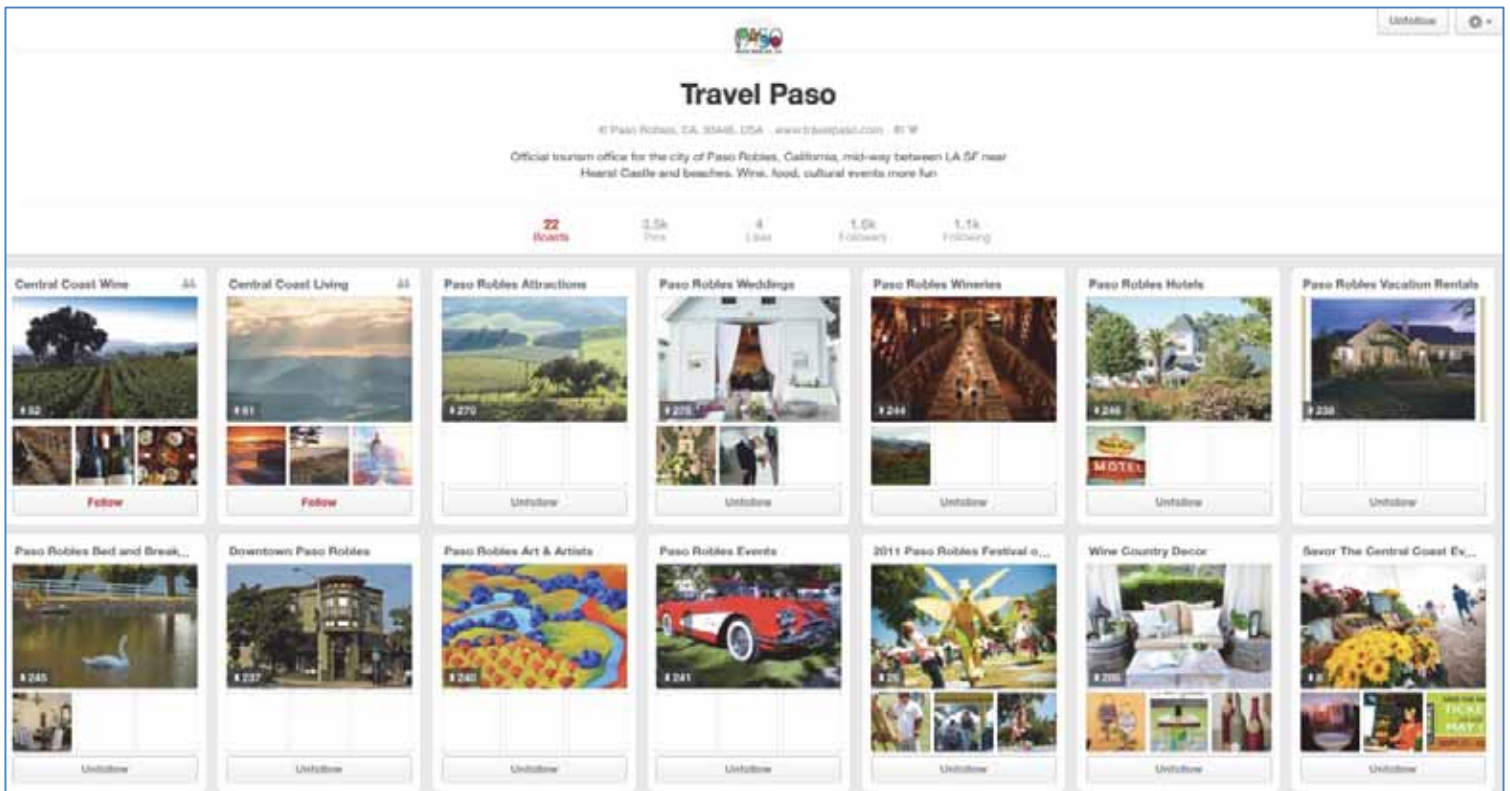 PASO
Unfollow
Travel Paso
Paso Robles, CA, 93446, USA · www.travelpaso.com
Official tourism office for the city of Paso Robles, California, mid-way between LA SF near
Hearst Castle and beaches. Wine, food, cultural events more fun
22 3.5k 4 1.6k 1.1k
Boards Pins Likes Followers Following
Central Coast Wine
Central Coast Living
Paso Robles Attractions
Paso Robles Weddings
Paso Robles Wineries
Paso Robles Hotels
Paso Robles Vacation Rentals
52
61
270
275
244
246
238
MOTEL
Follow
Follow
Unfollow
Unfollow
Unfollow
Unfollow
Unfollow
Paso Robles Bed and Break...
Downtown Paso Robles
Paso Robles Art & Artists
Paso Robles Events
2011 Paso Robles Festival o...
Wine Country Decor
Savor The Central Coast Ev...
245
237
240
241
25
8
TICKE
MAY
Unfollow
Unfollow
Unfollow
Unfollow
Unfollow
Unfollow
Unfollow